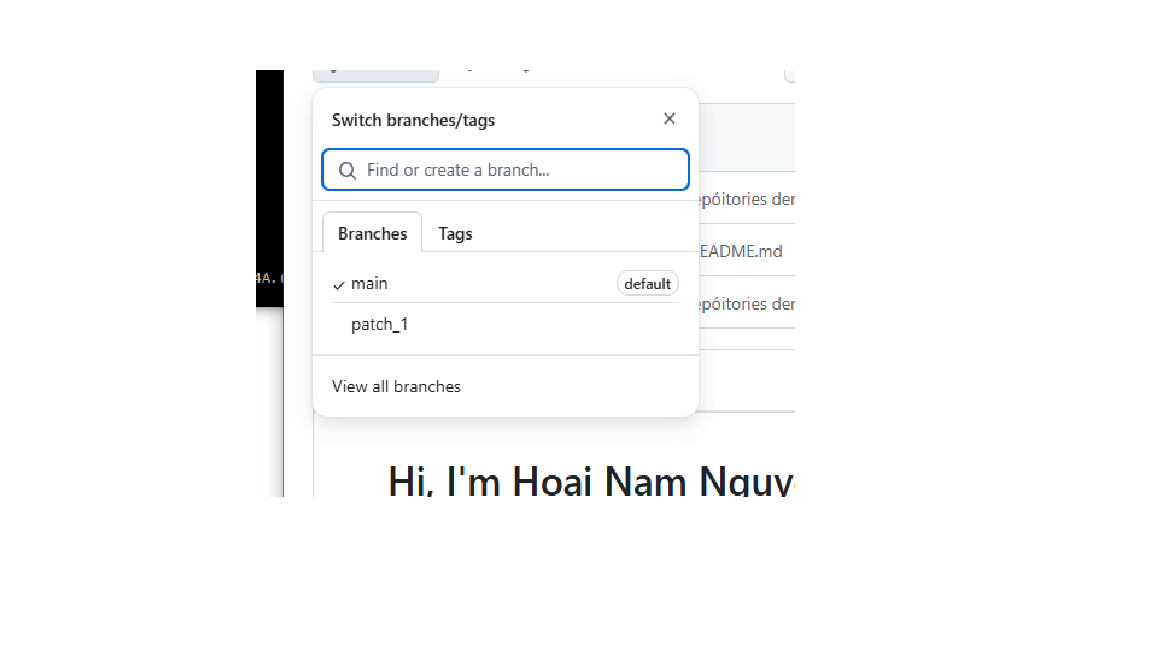 Switch branches/tags
Find or create a branch...
Branches Tags
epóitories der
EADME.md
4A.
main default
epóitories der
patch_1
View all branches
Hi, I'm Hoai Nam Nguy